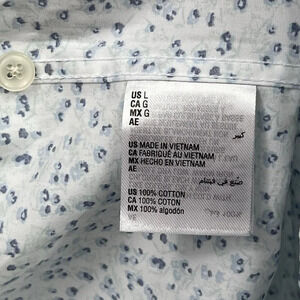 US L
CA G
MX G
AE كبير
US MADE IN VIETNAM
CA FABRIQUÉ AU VIETNAM
MX HECHO EN VIETNAM
AE صنع في فيتنام
US 100% COTTON
CA 100% COTON
MX 100% algodón